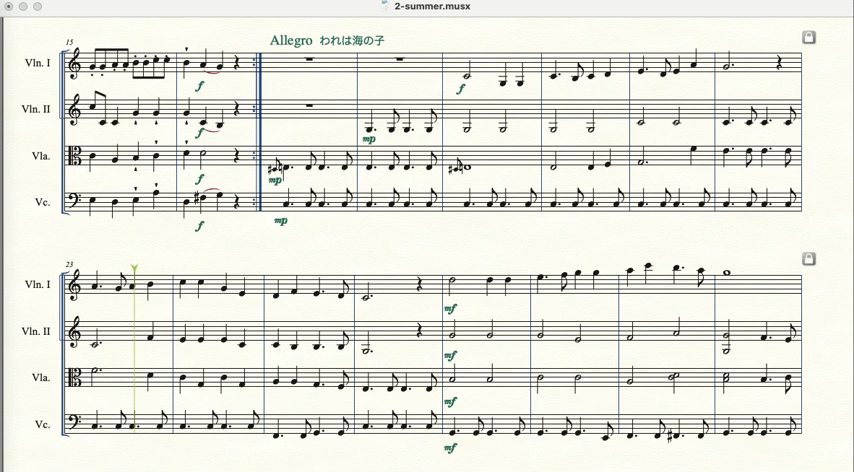 2-summer.musx
15
Allegro われは海の子
Vln. I
f
f
Vln. II
f
mp
Vla.
f
mp
Vc.
f
mp
23
Vln. I
mf
Vln. II
mf
Vla.
mf
Vc.
mf